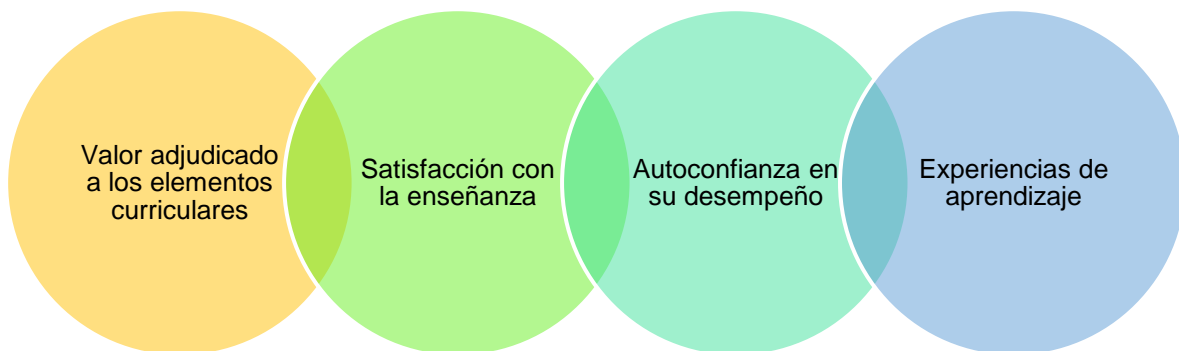 Valor adjudicado
a los elementos
curriculares
Satisfacción con
la enseñanza
Autoconfianza en
su desempeño
Experiencias de
aprendizaje